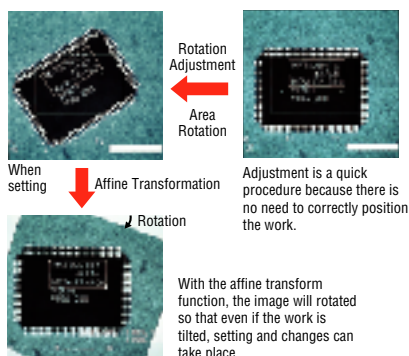 Rotation
Adjustment
Area
Rotation
When
setting
Affine Transformation
Adjustment is a quick
procedure because there is
no need to correctly position
the work.
Rotation
With the affine transform
function, the image will rotated
so that even if the work is
tilted, setting and changes can
take place